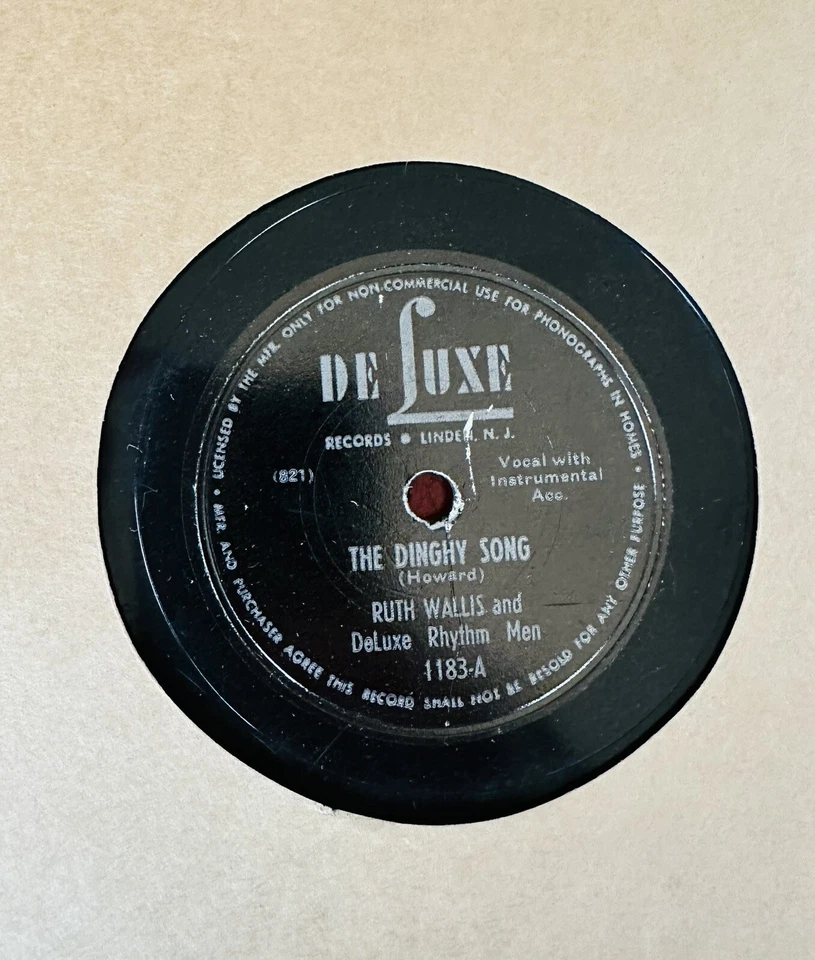 LICENSED BY THE MFR. ONLY FOR NON-COMMERCIAL USE FOR PHONOGRAPHS IN HOMES •
DE LUXE
RECORDS • LINDEN, N. J.
(821)
Vocal with
Instrumental
Acc.
THE DINGHY SONG
(Howard)
RUTH WALLIS and
DeLuxe Rhythm Men
1183-A
MFR. AND PURCHASER AGREE THIS RECORD SHALL NOT BE RESOLD FOR ANY OTHER PURPOSE •